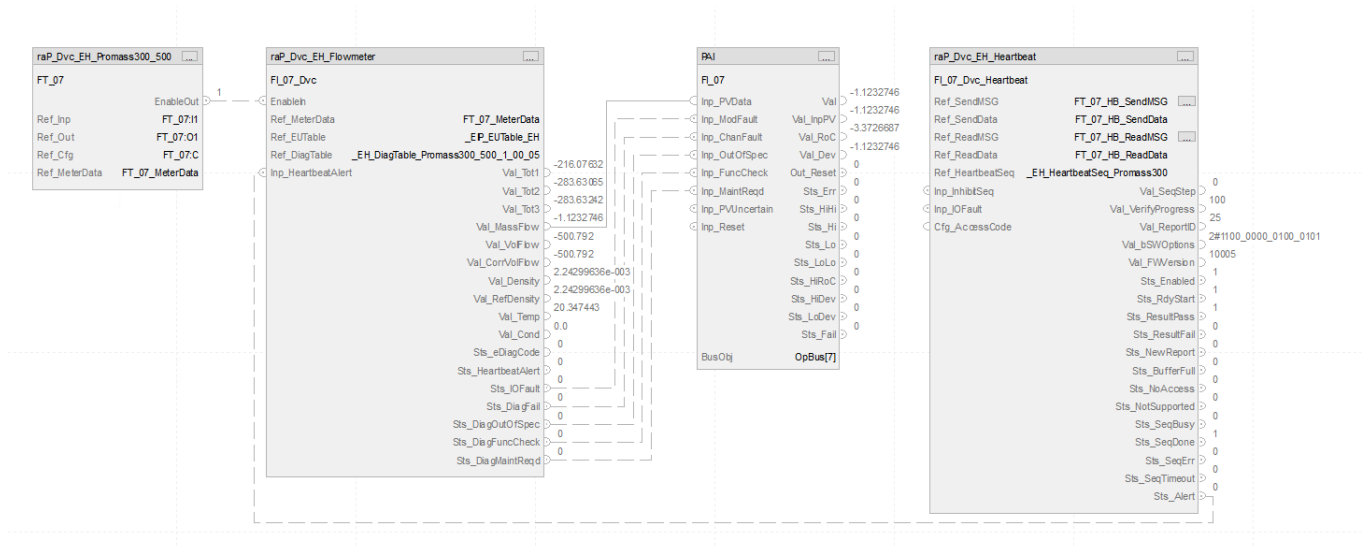 raP_Dvc_EH_Promass300_500 ...
FT_07
EnableOut 1
Ref_Inp FT_07:I1
Ref_Out FT_07:O1
Ref_Cfg FT_07:C
Ref_MeterData FT_07_MeterData
raP_Dvc_EH_Flowmeter ...
FI_07_Dvc
EnableIn
Ref_MeterData FT_07_MeterData
Ref_EUTable _EIP_EUTable_EH
Ref_DiagTable _EH_DiagTable_Promass300_500_1_00_05
Inp_HeartbeatAlert
Val_Tot1 -216.07632
Val_Tot2 -283.63065
Val_Tot3 -283.63242
Val_MassFlow -1.1232746
Val_VolFlow -500.792
Val_CorrVolFlow -500.792
Val_Density 2.24299636e-003
Val_RefDensity 2.24299636e-003
Val_Temp 20.347443
Val_Cond 0.0
Sts_eDiagCode 0
Sts_HeartbeatAlert 0
Sts_IOFault 0
Sts_DiagFail 0
Sts_DiagOutOfSpec 0
Sts_DiagFuncCheck 0
Sts_DiagMaintReqd 0
PAI ...
FI_07
Inp_PVData Val -1.1232746
Inp_ModFault Val_InpPV -1.1232746
Inp_ChanFault Val_RoC -3.3726687
Inp_OutOfSpec Val_Dev -1.1232746
Inp_FuncCheck Out_Reset 0
Inp_MaintReqd Sts_Err 0
Inp_PVUncertain Sts_HiHi 0
Inp_Reset Sts_Hi 0
Sts_Lo 0
Sts_LoLo 0
Sts_HiRoC 0
Sts_HiDev 0
Sts_LoDev 0
Sts_Fail 0
BusObj OpBus[7]
raP_Dvc_EH_Heartbeat ...
FI_07_Dvc_Heartbeat
Ref_SendMSG FT_07_HB_SendMSG ...
Ref_SendData FT_07_HB_SendData
Ref_ReadMSG FT_07_HB_ReadMSG ...
Ref_ReadData FT_07_HB_ReadData
Ref_HeartbeatSeq _EH_HeartbeatSeq_Promass300
Inp_InhibitSeq Val_SeqStep 0
Inp_IOFault Val_VerifyProgress 100
Cfg_AccessCode Val_ReportID 25
Val_bSWOptions 2#1100_0000_0100_0101
Val_FWVersion 10005
Sts_Enabled 1
Sts_RdyStart 1
Sts_ResultPass 1
Sts_ResultFail 0
Sts_NewReport 0
Sts_BufferFull 0
Sts_NoAccess 0
Sts_NotSupported 0
Sts_SeqBusy 0
Sts_SeqDone 1
Sts_SeqErr 0
Sts_SeqTimeout 0
Sts_Alert 0